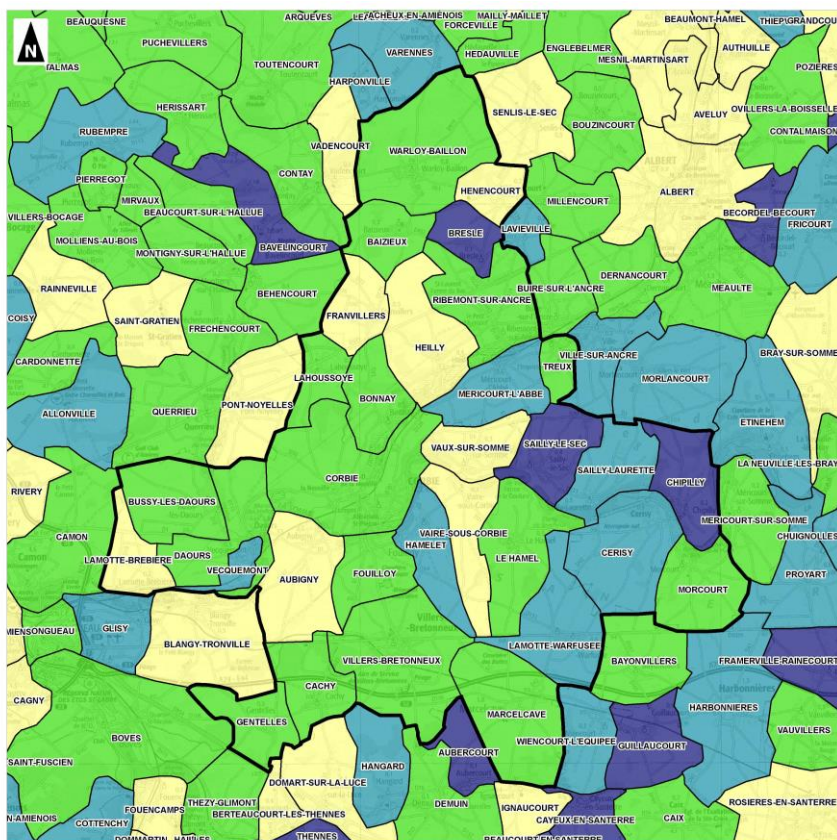 BEAUQUESNE
ARQUÈVES
ACHEUX-EN-AMIÉNOIS
MAILLY-MAILLET
FORCEVILLE
BEAUMONT-HAMEL
N
PUCHEVILLERS
VARENNES
HEDAUVILLE
ENGLEBELMER
AUTHUILLE
MESNIL-MARTINSART
TALMAS
TOUTENCOURT
HARPONVILLE
POZIERES
HERISSART
SENLIS-LE-SEC
BOUZINCOURT
AVELUY
OVILLERS-LA-BOISSELLE
RUBEMPRE
CONTALMAISON
VADENCOURT
WARLOY-BAILLON
CONTAY
PIERREGOT
HENENCOURT
ALBERT
MIRVAUX
MILLENCOURT
VILLERS-BOCAGE
BEAUCOURT-SUR-L'HALLUE
BECORDEL-BECOURT
FRICOURT
MOLLIENS-AU-BOIS
BAIZIEUX
BRESLE
LAVIEVILLE
MONTIGNY-SUR-L'HALLUE
BAVELINCOURT
DERNANCOURT
RAINNEVILLE
BEHENCOURT
BUIRE-SUR-L'ANCRE
MEAULTE
RIBEMONT-SUR-ANCRE
COISY
SAINT-GRATIEN
FRECHENCOURT
FRANVILLERS
HEILLY
CARDONNETTE
VILLE-SUR-ANCRE
BRAY-SUR-SOMME
TREUX
LAHOUSSOYE
MORLANCOURT
ALLONVILLE
QUERRIEU
PONT-NOYELLES
BONNAY
MERICOURT-L'ABBE
ETINEHEM
VAUX-SUR-SOMME
SAILLY-LE-SEC
SAILLY-LAURETTE
LA NEUVILLE-LES-BRAY
RIVERY
CORBIE
CHIPILLY
BUSSY-LES-DAOURS
MERICOURT-SUR-SOMME
CAMON
CHUIGNOLLES
VAIRE-SOUS-CORBIE
HAMELET
CERISY
LAMOTTE-BREBIERE
DAOURS
LE HAMEL
VECQUEMONT
AUBIGNY
FOUILLOY
PROYART
MORCOURT
GLISY
LONGUEAU
BLANGY-TRONVILLE
LAMOTTE-WARFUSEE
VILLERS-BRETONNEUX
BAYONVILLERS
FRAMERVILLE-RAINECOURT
CAGNY
CACHY
HARBONNIERES
GENTELLES
MARCELCAVE
VAUVILLERS
BOVES
WIENCOURT-L'EQUIPEE
GUILLAUCOURT
AUBERCOURT
SAINT-FUSCIEN
HANGARD
DOMART-SUR-LA-LUCE
THEZY-GLIMONT
ROSIERES-EN-SANTERRE
FOUENCAMPS
DEMUIN
IGNAUCOURT
BERTEAUCOURT-LES-THENNES
CAIX
CAYEUX-EN-SANTERRE
COTTENCHY
THENNES
BEAUCOURT-EN-SANTERRE